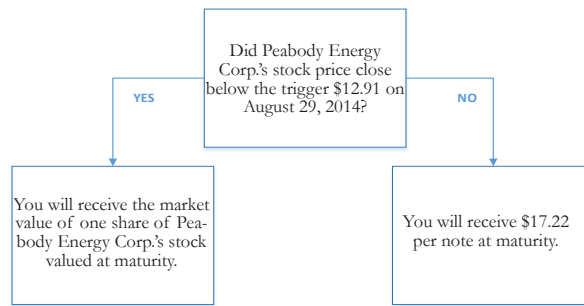 Did Peabody Energy
Corp.'s stock price close
below the trigger $12.91 on
August 29, 2014?
YES
NO
You will receive the market
value of one share of Pea-
body Energy Corp.'s stock
valued at maturity.
You will receive $17.22
per note at maturity.